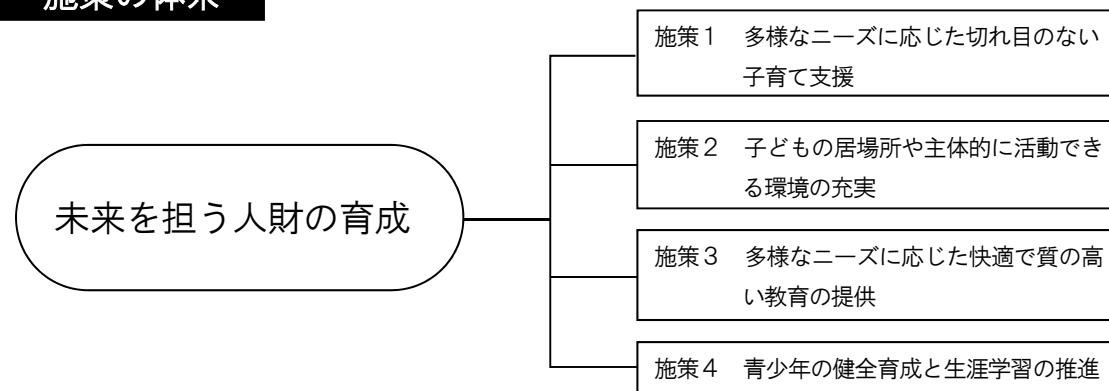 施策の体系
施策1 多様なニーズに応じた切れ目のない
子育て支援
施策2 子どもの居場所や主体的に活動でき
る環境の充実
未来を担う人財の育成
施策3 多様なニーズに応じた快適で質の高
い教育の提供
施策4 青少年の健全育成と生涯学習の推進